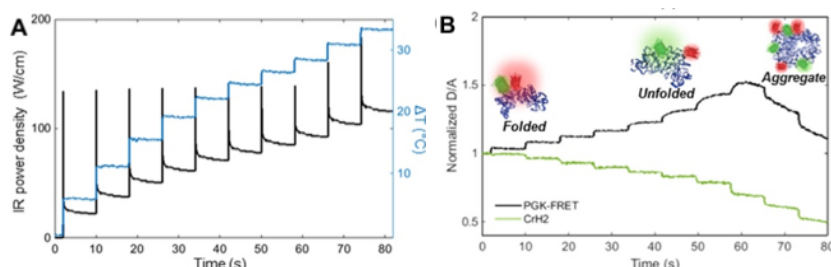 A
IR power density (W/cm)
200
100
0
0 10 20 30 40 50 60 70 80
Time (s)
30
20
10
ΔT (°C)
B
Normalized D/A
2
1.5
1
0.5
Folded
Unfolded
Aggregate
PGK-FRET
CrH2
0 10 20 30 40 50 60 70 80
Time (s)